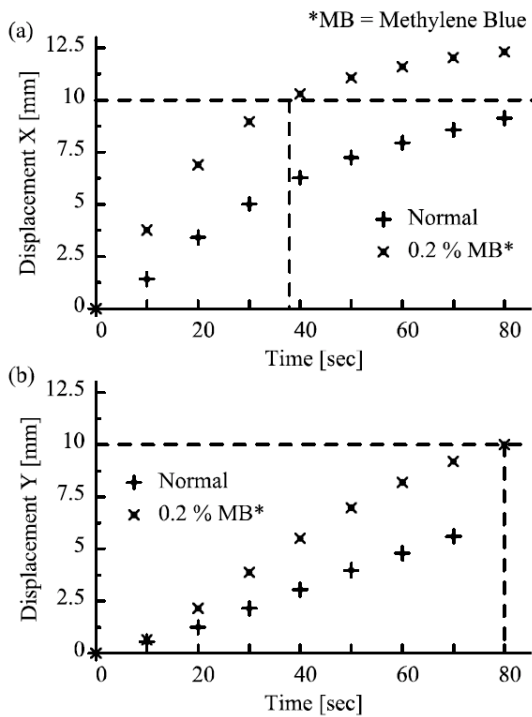 *MB = Methylene Blue
(a)
12.5
10
7.5
5
2.5
0
Displacement X [mm]
Normal
0.2 % MB*
0 20 40 60 80
Time [sec]
(b)
12.5
10
7.5
5
2.5
0
Displacement Y [mm]
Normal
0.2 % MB*
0 20 40 60 80
Time [sec]